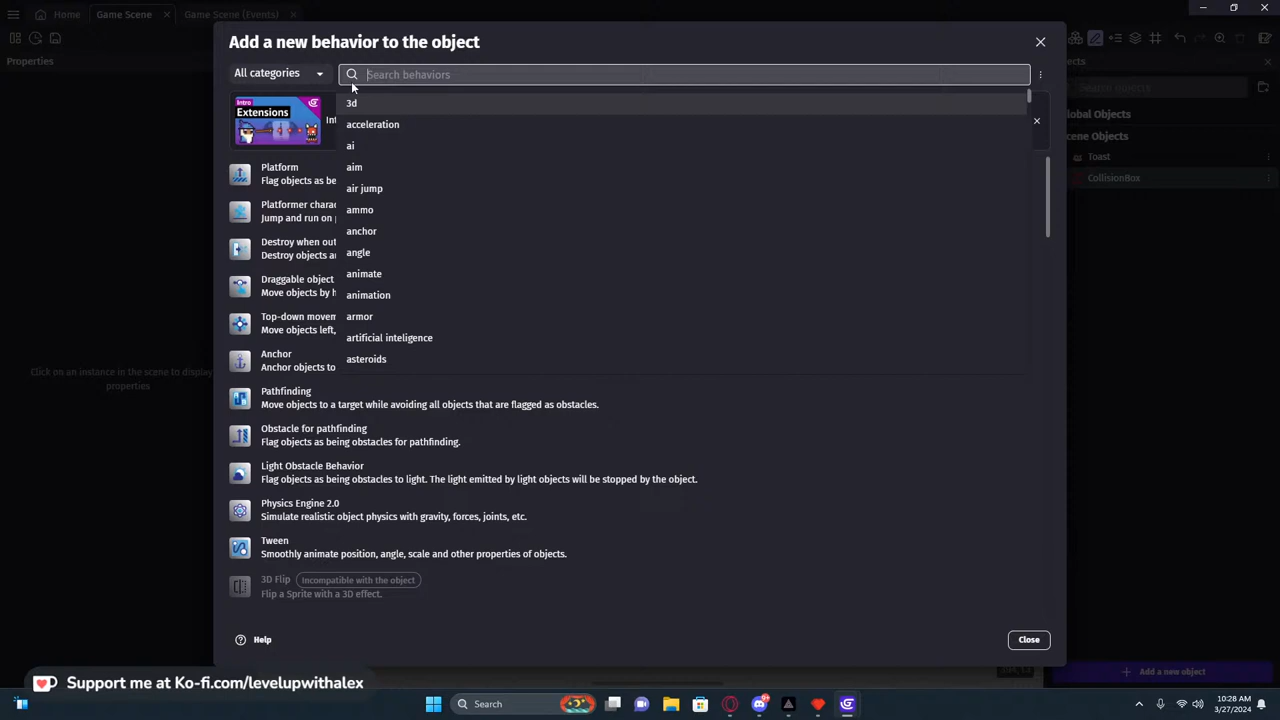 Home
Game Scene
Game Scene (Events)
Properties
Click on an instance in the scene to display
properties
Add a new behavior to the object
All categories
Search behaviors
Intro
Extensions
Int
3d
acceleration
ai
aim
air jump
ammo
anchor
angle
animate
animation
armor
artificial inteligence
asteroids
Platform
Flag objects as be
Platformer charac
Jump and run on p
Destroy when out
Destroy objects a
Draggable object
Move objects by h
Top-down movem
Move objects left,
Anchor
Anchor objects to
Pathfinding
Move objects to a target while avoiding all objects that are flagged as obstacles.
Obstacle for pathfinding
Flag objects as being obstacles for pathfinding.
Light Obstacle Behavior
Flag objects as being obstacles to light. The light emitted by light objects will be stopped by the object.
Physics Engine 2.0
Simulate realistic object physics with gravity, forces, joints, etc.
Tween
Smoothly animate position, angle, scale and other properties of objects.
3D Flip Incompatible with the object
Flip a Sprite with a 3D effect.
Help
Close
bjects
Search objects
lobal Objects
cene Objects
Toast
CollisionBox
Add a new object
Support me at Ko-fi.com/levelupwithalex
Search
10:28 AM
3/27/2024